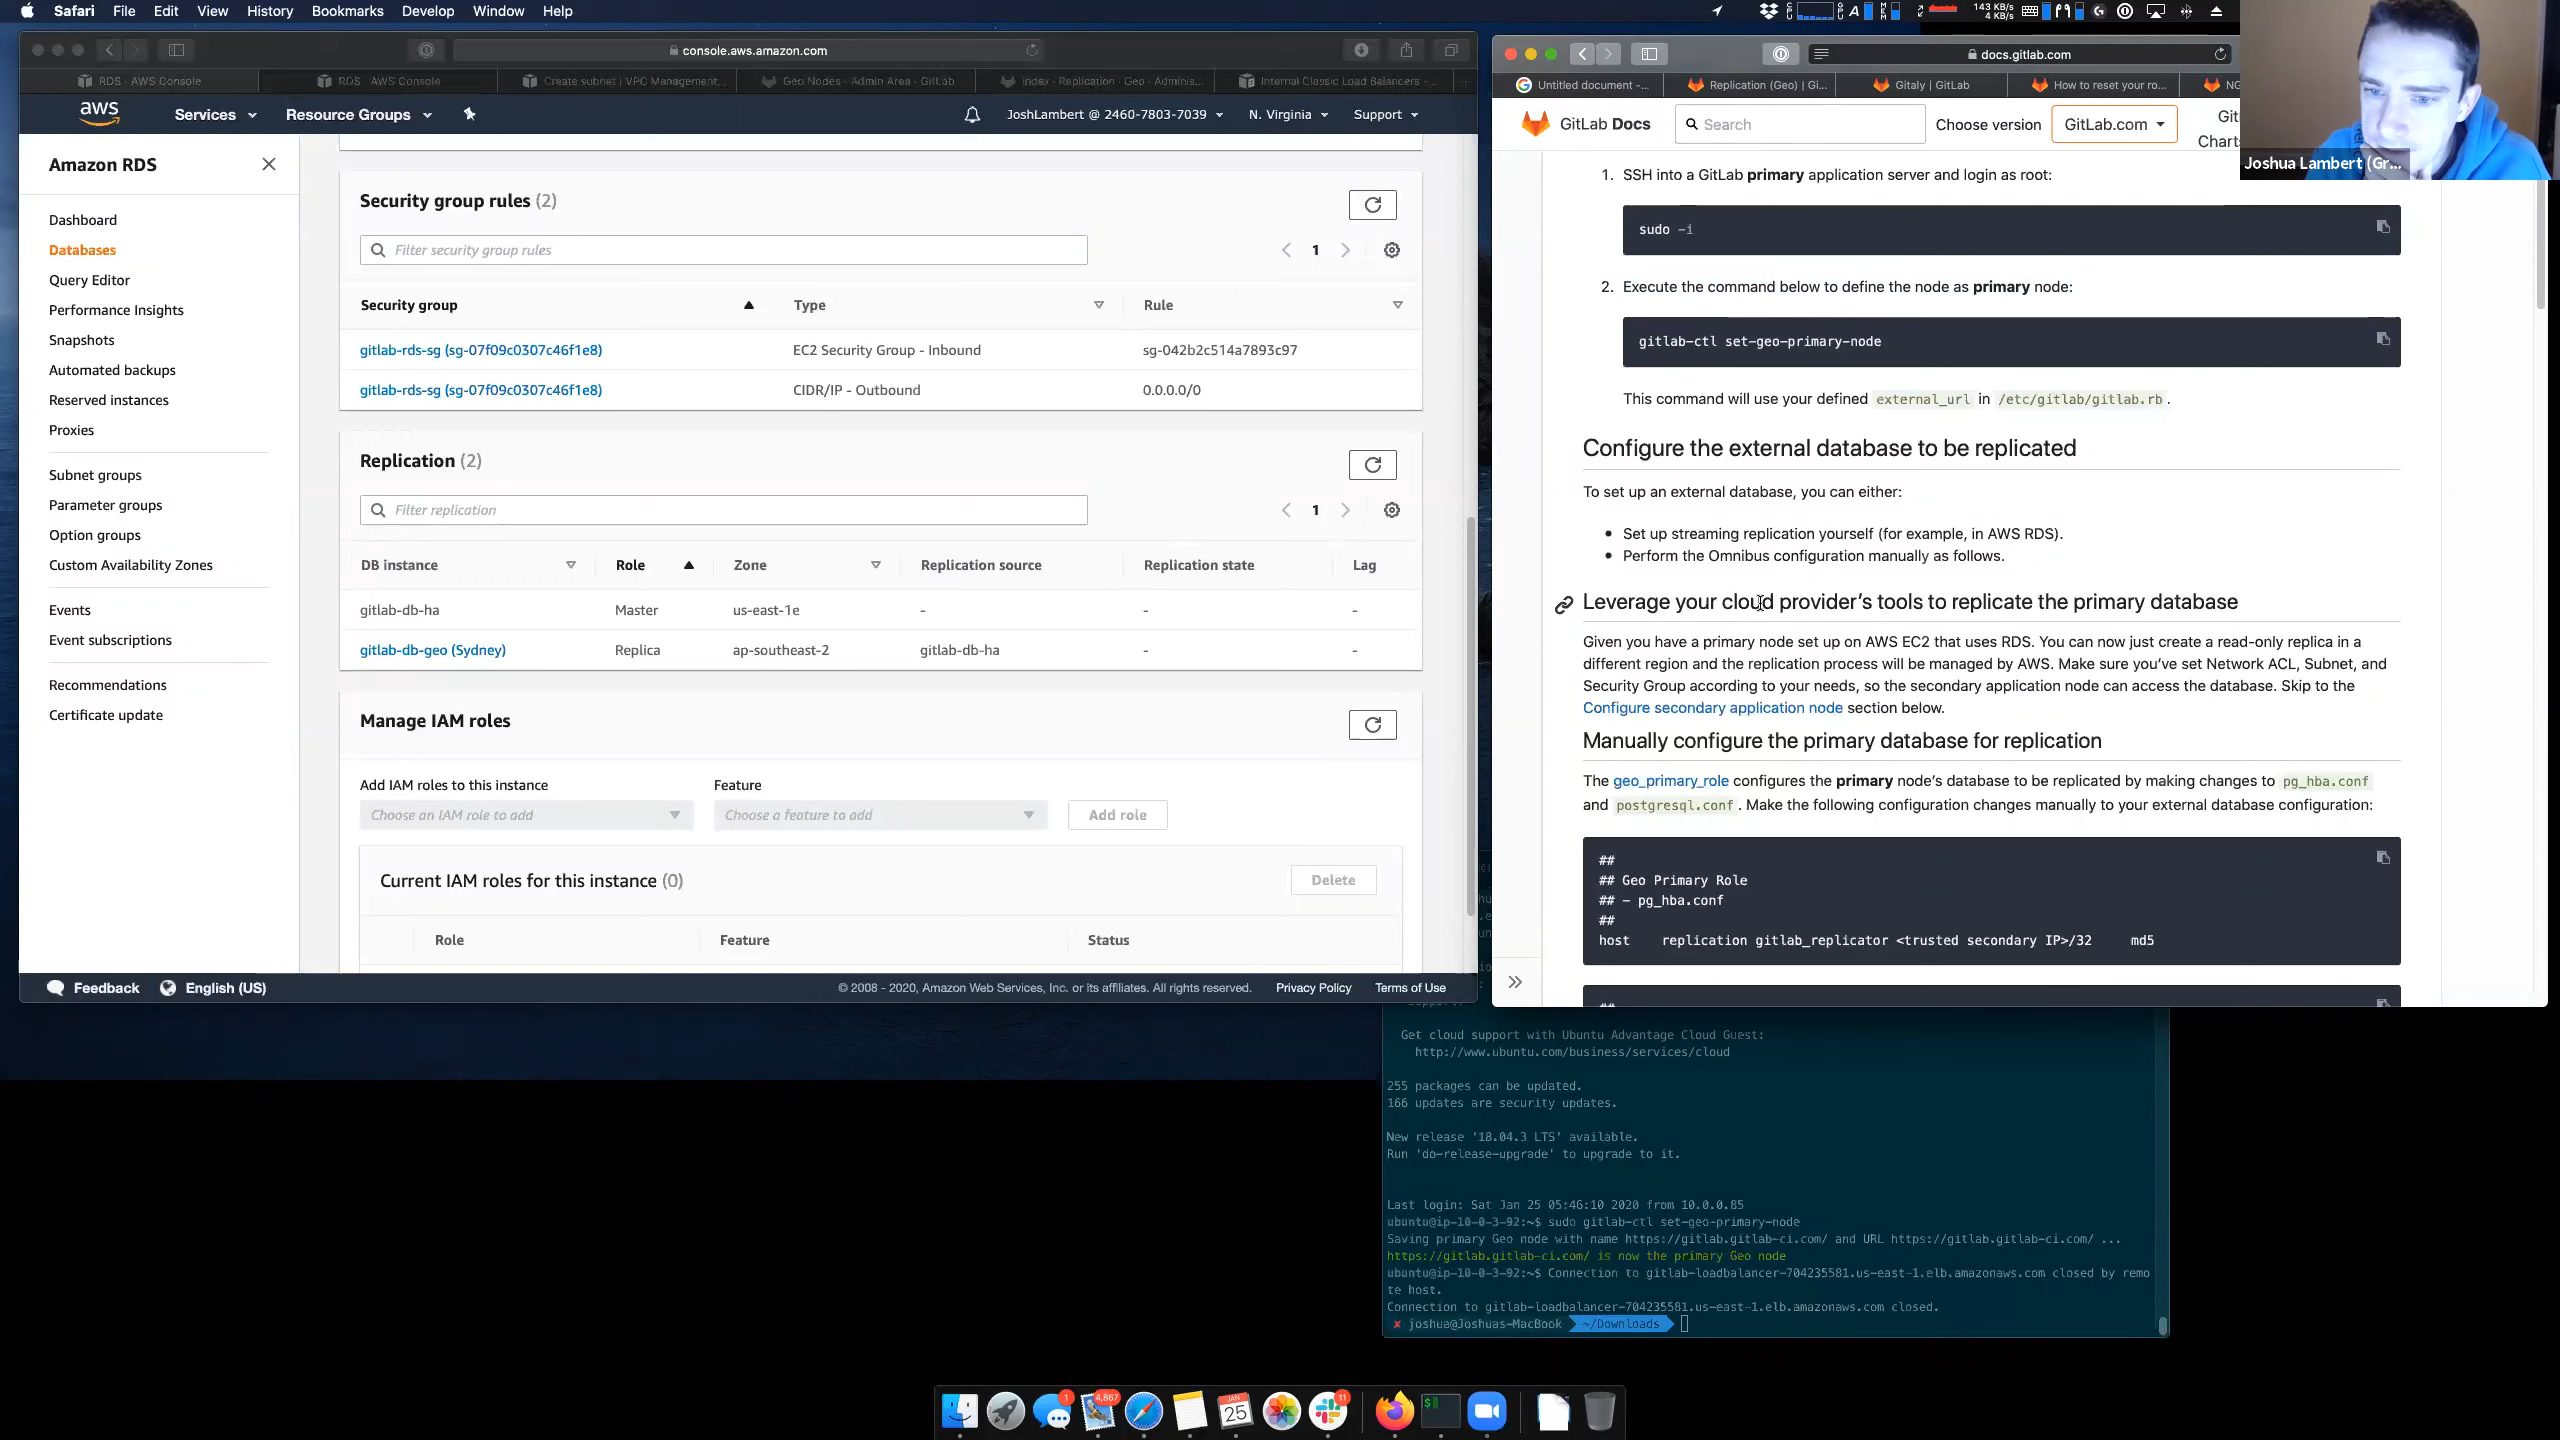 Safari File Edit View History Bookmarks Develop Window Help
143 KB/s
4 KB/s
console.aws.amazon.com
RDS · AWS Console
RDS · AWS Console
Create subnet | VPC Management...
Geo Nodes · Admin Area · GitLab
Index · Replication · Geo · Adminis...
Internal Classic Load Balancers - ...
aws
Services
Resource Groups
JoshLambert @ 2460-7803-7039
N. Virginia
Support
Amazon RDS
Dashboard
Databases
Query Editor
Performance Insights
Snapshots
Automated backups
Reserved instances
Proxies
Subnet groups
Parameter groups
Option groups
Custom Availability Zones
Events
Event subscriptions
Recommendations
Certificate update
Security group rules (2)
Filter security group rules
1
Security group Type Rule
gitlab-rds-sg (sg-07f09c0307c46f1e8) EC2 Security Group - Inbound sg-042b2c514a7893c97
gitlab-rds-sg (sg-07f09c0307c46f1e8) CIDR/IP - Outbound 0.0.0.0/0
Replication (2)
Filter replication
1
DB instance Role Zone Replication source Replication state Lag
gitlab-db-ha Master us-east-1e - - -
gitlab-db-geo (Sydney) Replica ap-southeast-2 gitlab-db-ha - -
Manage IAM roles
Add IAM roles to this instance Feature
Choose an IAM role to add Choose a feature to add Add role
Current IAM roles for this instance (0)
Delete
Role Feature Status
Feedback English (US)
© 2008 - 2020, Amazon Web Services, Inc. or its affiliates. All rights reserved. Privacy Policy Terms of Use
docs.gitlab.com
Untitled document -...
Replication (Geo) | Gi...
Gitaly | GitLab
How to reset your ro...
NG
GitLab Docs
Search
Choose version
GitLab.com
Git
Chart
Joshua Lambert (Gr...
1. SSH into a GitLab primary application server and login as root:
sudo -i
2. Execute the command below to define the node as primary node:
gitlab-ctl set-geo-primary-node
This command will use your defined external_url in /etc/gitlab/gitlab.rb .
Configure the external database to be replicated
To set up an external database, you can either:
• Set up streaming replication yourself (for example, in AWS RDS).
• Perform the Omnibus configuration manually as follows.
Leverage your cloud provider's tools to replicate the primary database
Given you have a primary node set up on AWS EC2 that uses RDS. You can now just create a read-only replica in a
different region and the replication process will be managed by AWS. Make sure you've set Network ACL, Subnet, and
Security Group according to your needs, so the secondary application node can access the database. Skip to the
Configure secondary application node section below.
Manually configure the primary database for replication
The geo_primary_role configures the primary node's database to be replicated by making changes to pg_hba.conf
and postgresql.conf . Make the following configuration changes manually to your external database configuration:
##
## Geo Primary Role
## - pg_hba.conf
##
host replication gitlab_replicator <trusted secondary IP>/32 md5
##
Get cloud support with Ubuntu Advantage Cloud Guest:
http://www.ubuntu.com/business/services/cloud
255 packages can be updated.
166 updates are security updates.
New release '18.04.3 LTS' available.
Run 'do-release-upgrade' to upgrade to it.
Last login: Sat Jan 25 05:46:10 2020 from 10.0.0.85
ubuntu@ip-10-0-3-92:~$ sudo gitlab-ctl set-geo-primary-node
Saving primary Geo node with name https://gitlab.gitlab-ci.com/ and URL https://gitlab.gitlab-ci.com/ ...
https://gitlab.gitlab-ci.com/ is now the primary Geo node
ubuntu@ip-10-0-3-92:~$ Connection to gitlab-loadbalancer-704235581.us-east-1.elb.amazonaws.com closed by remo
te host.
Connection to gitlab-loadbalancer-704235581.us-east-1.elb.amazonaws.com closed.
✘ joshua@Joshuas-MacBook ~/Downloads
1
4,867
JAN
25
11